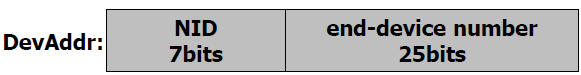 DevAddr:
NID
7bits
end-device number
25bits